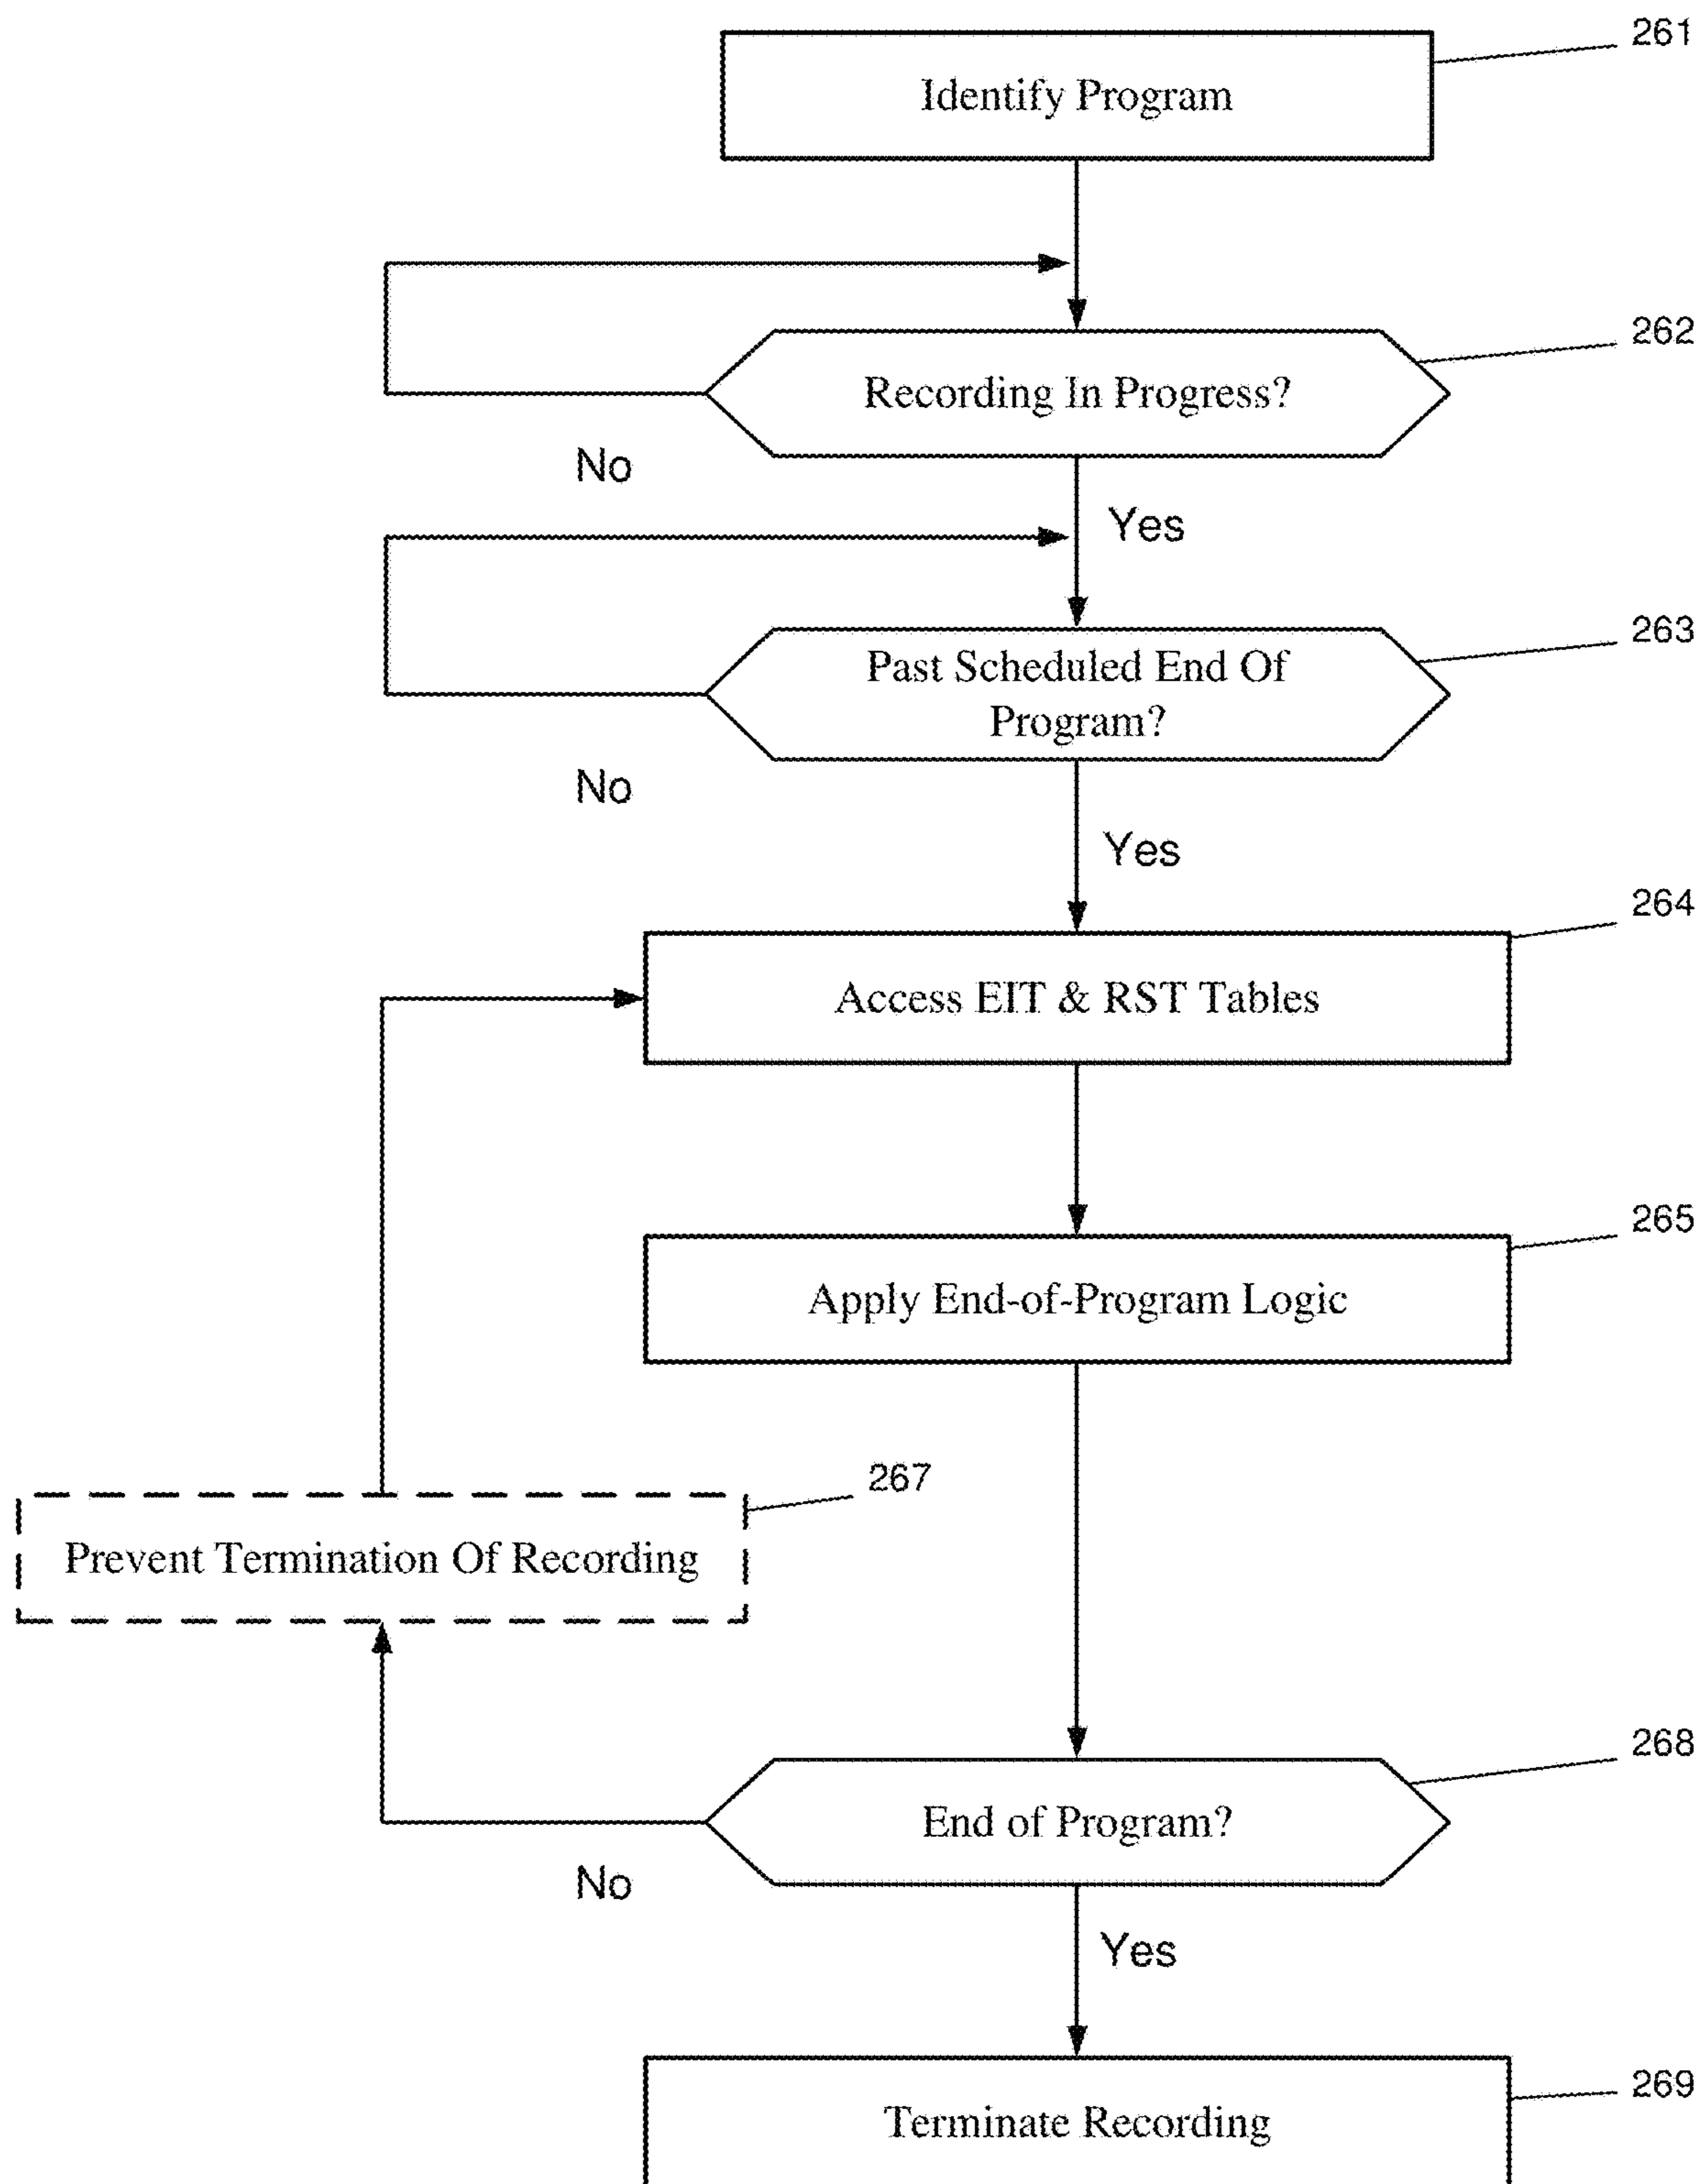 261
Identify Program
262
Recording In Progress?
No
Yes
263
Past Scheduled End Of
Program?
No
Yes
264
Access EIT & RST Tables
265
Apply End-of-Program Logic
267
Prevent Termination Of Recording
268
End of Program?
No
Yes
269
Terminate Recording